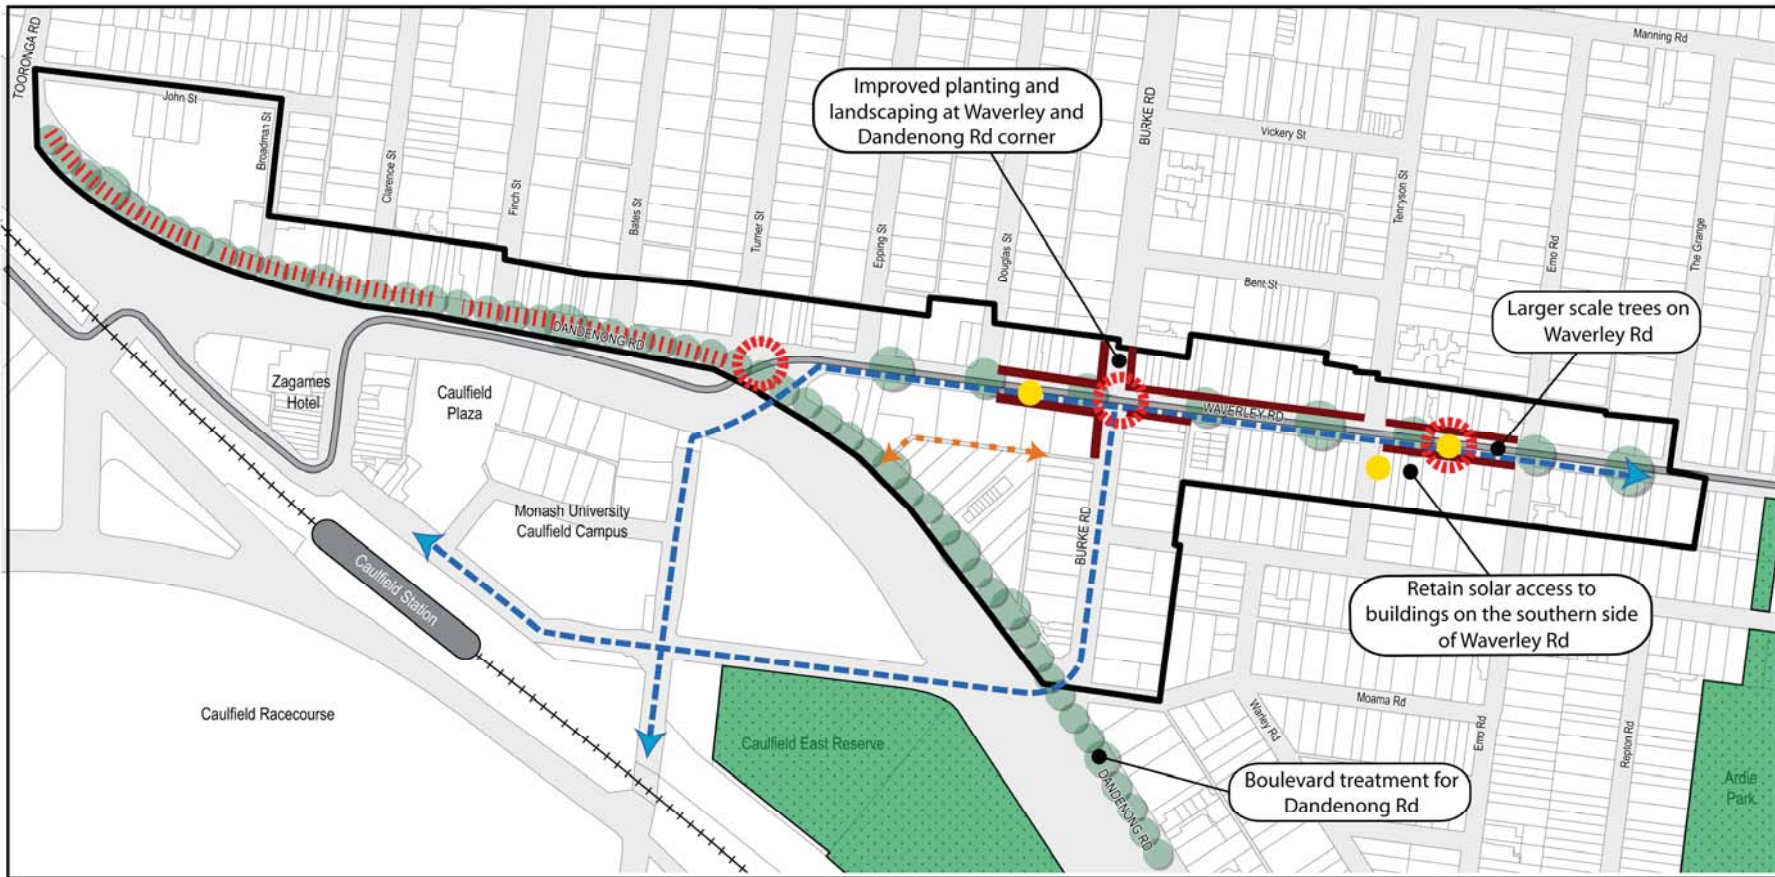 TOORONGA RD
John St
Broadman St
Clarence St
Finch St
Bates St
Turner St
Epping St
Douglas St
BURKE RD
Manning Rd
Vickery St
Tennyson St
Bent St
Emo Rd
The Grange
Improved planting and
landscaping at Waverley and
Dandenong Rd corner
Larger scale trees on
Waverley Rd
DANDENONG RD
WAVERLEY RD
Zagames
Hotel
Caulfield
Plaza
Monash University
Caulfield Campus
BURKE RD
Caulfield Station
Retain solar access to
buildings on the southern side
of Waverley Rd
Caulfield Racecourse
Caulfield East Reserve
Moama Rd
Warley Rd
Emo Rd
Repton Rd
Boulevard treatment for
Dandenong Rd
DANDENONG RD
Ardie
Park